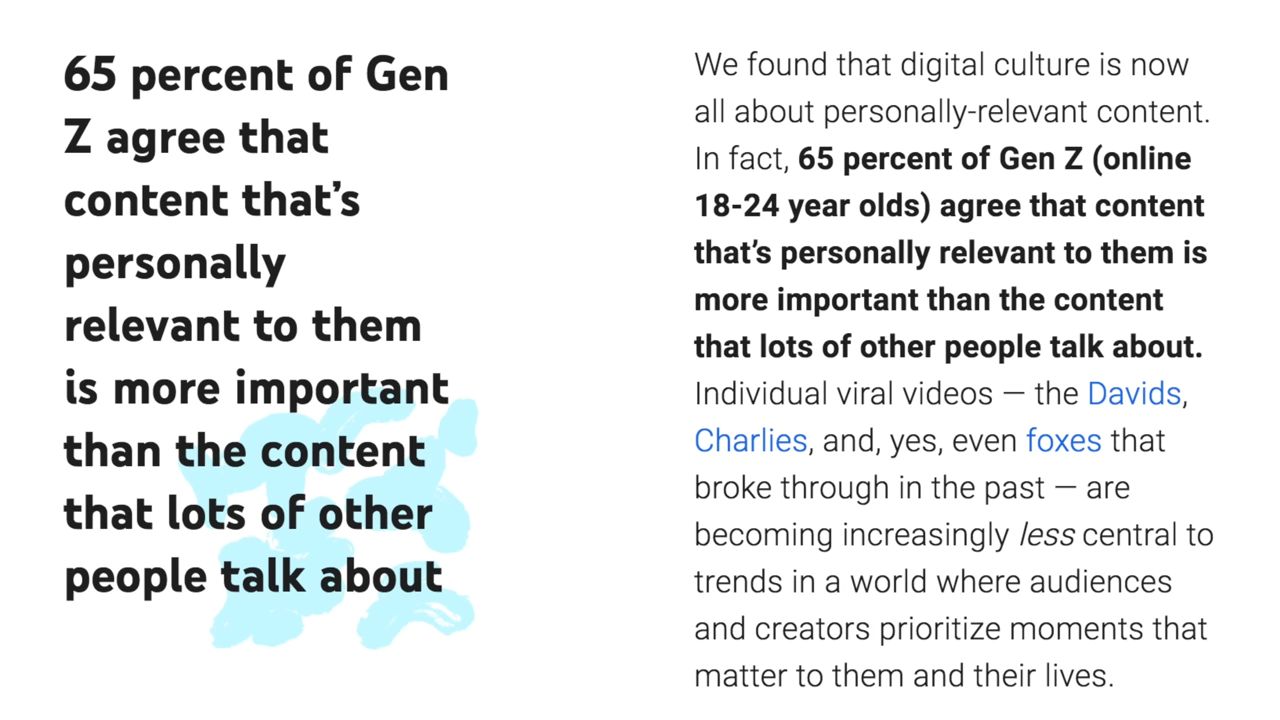 65 percent of Gen
Z agree that
content that’s
personally
relevant to them
is more important
than the content
that lots of other
people talk about
We found that digital culture is now
all about personally-relevant content.
In fact, 65 percent of Gen Z (online
18-24 year olds) agree that content
that’s personally relevant to them is
more important than the content
that lots of other people talk about.
Individual viral videos — the Davids,
Charlies, and, yes, even foxes that
broke through in the past — are
becoming increasingly less central to
trends in a world where audiences
and creators prioritize moments that
matter to them and their lives.